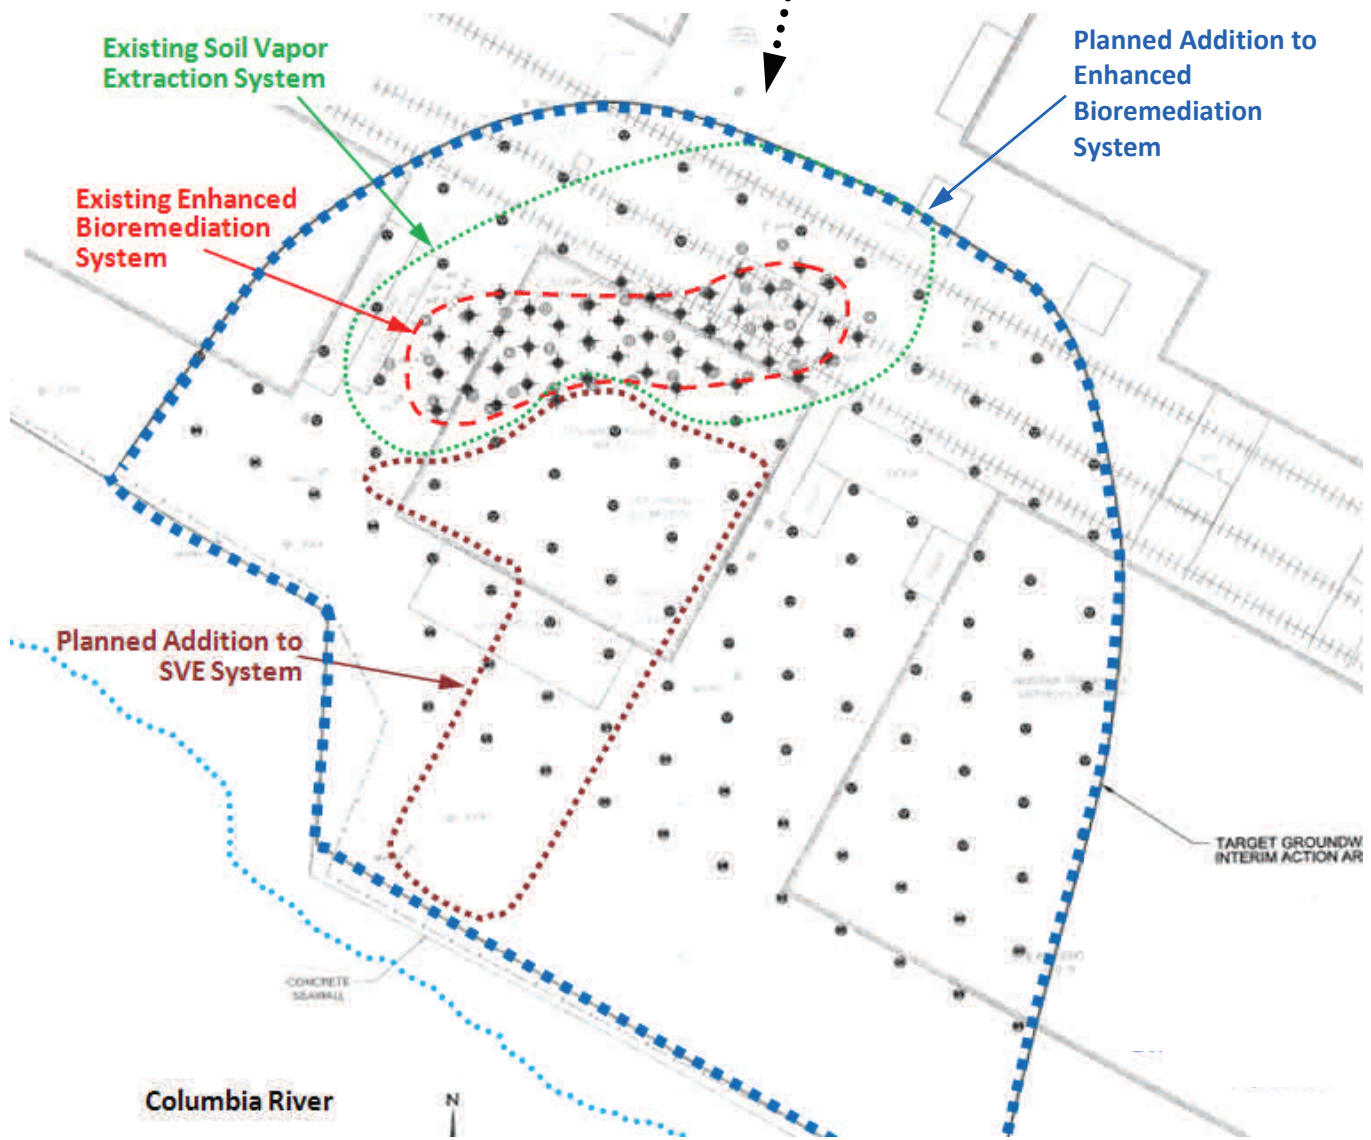 Existing Soil Vapor
Extraction System
Planned Addition to
Enhanced
Bioremediation
System
Existing Enhanced
Bioremediation
System
Planned Addition to
SVE System
TARGET GROUNDW
INTERIM ACTION AR
CONCRETE
SEAWALL
Columbia River
N